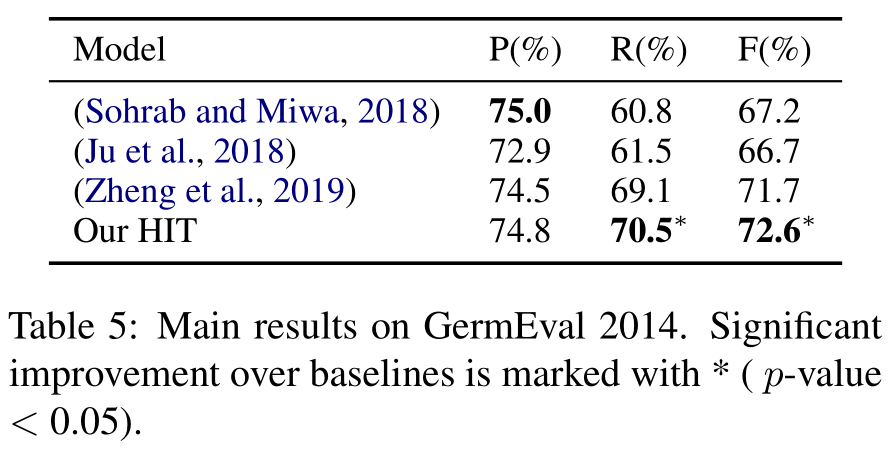 Model P(%) R(%) F(%)
(Sohrab and Miwa, 2018) 75.0 60.8 67.2
(Ju et al., 2018) 72.9 61.5 66.7
(Zheng et al., 2019) 74.5 69.1 71.7
Our HIT 74.8 70.5* 72.6*
Table 5: Main results on GermEval 2014. Significant
improvement over baselines is marked with * ( p-value
< 0.05).